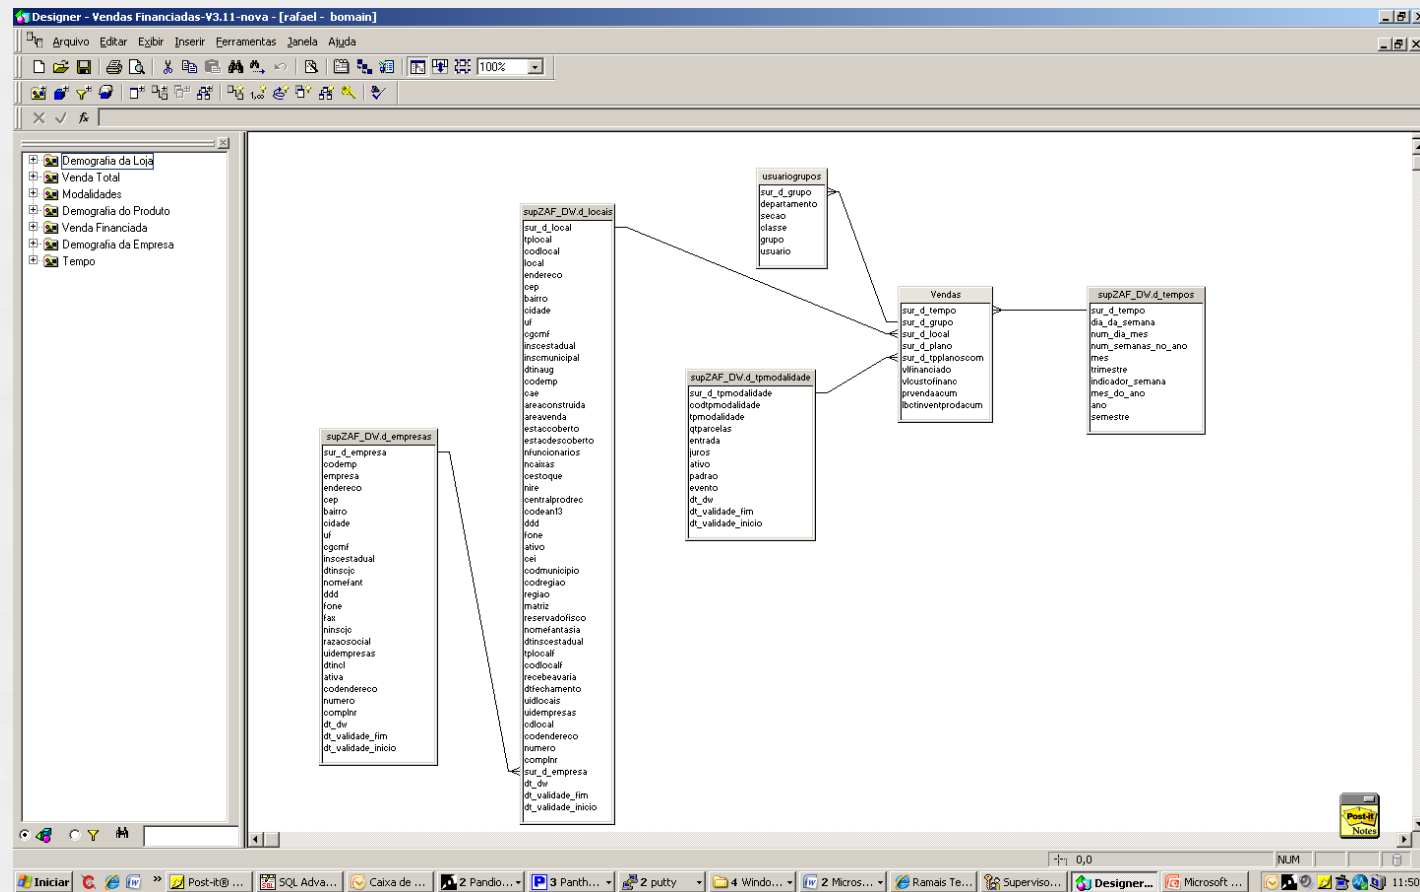 Designer - Vendas Financiadas-V3.11-nova - [rafael - bomain]
Arquivo Editar Exibir Inserir Ferramentas Janela Ajuda
100%
Demografia da Loja
Venda Total
Modalidades
Demografia do Produto
Venda Financiada
Demografia da Empresa
Tempo
supZAF_DW.d_empresas
sur_d_empresa
codemp
empresa
endereco
cep
bairro
cidade
uf
cgcmf
inscestadual
dtinscjc
nomefant
ddd
fone
fax
ninscjc
razaosocial
uidempresas
dtincl
ativa
codendereco
numero
complnr
dt_dw
dt_validade_fim
dt_validade_inicio
supZAF_DW.d_locais
sur_d_local
tplocal
codlocal
local
endereco
cep
bairro
cidade
uf
cgcmf
inscestadual
inscmunicipal
dtinaug
codemp
cae
areaconstruida
areavenda
estaccoberto
estacdescoberto
nfuncionarios
ncaixas
cestoque
nire
centralprodrec
codean13
ddd
fone
ativo
cei
codmunicipio
codregiao
regiao
matriz
reservadofisco
nomefantasia
dtinscestadual
tplocalf
codlocalf
recebeavaria
dtfechamento
uidlocais
uidempresas
cdlocal
codendereco
numero
complnr
sur_d_empresa
dt_dw
dt_validade_fim
dt_validade_inicio
usuariogrupos
sur_d_grupo
departamento
secao
classe
grupo
usuario
supZAF_DW.d_tpmodalidade
sur_d_tpmodalidade
codtpmodalidade
tpmodalidade
qtparcelas
entrada
juros
ativo
padrao
evento
dt_dw
dt_validade_fim
dt_validade_inicio
Vendas
sur_d_tempo
sur_d_grupo
sur_d_local
sur_d_plano
sur_d_tpplanoscom
vlfinanciado
vlcustofinanc
prvendaacum
lbctinventprodacum
supZAF_DW.d_tempos
sur_d_tempo
dia_da_semana
num_dia_mes
num_semanas_no_ano
mes
trimestre
indicador_semana
mes_do_ano
ano
semestre
Post-it
Notes
0,0
NUM
Iniciar
Post-it® ...
SQL Adva...
Caixa de ...
2 Pandio...
3 Panth...
2 putty
4 Windo...
2 Micros...
Ramais Te...
Superviso...
Designer...
Microsoft ...
11:50